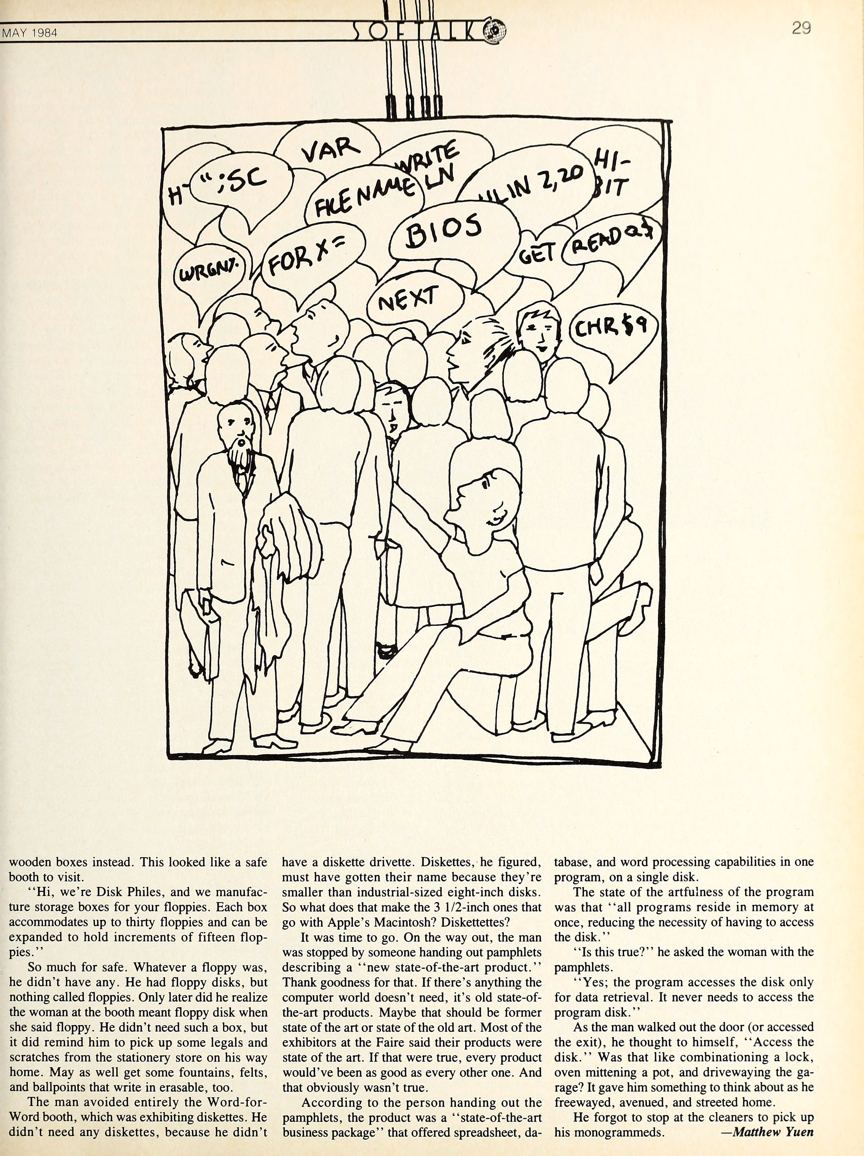 MAY 1984
SOFTALK
29
VAR
WRITE
LN
HI-
BIT
H
";SC
FILE NAME
HLIN 2,20
BIOS
WRGNT.
FOR X=
GET
READ Q$
NEXT
CHR$9
wooden boxes instead. This looked like a safe
booth to visit.
"Hi, we're Disk Philes, and we manufac-
ture storage boxes for your floppies. Each box
accommodates up to thirty floppies and can be
expanded to hold increments of fifteen flop-
pies."
So much for safe. Whatever a floppy was,
he didn't have any. He had floppy disks, but
nothing called floppies. Only later did he realize
the woman at the booth meant floppy disk when
she said floppy. He didn't need such a box, but
it did remind him to pick up some legals and
scratches from the stationery store on his way
home. May as well get some fountains, felts,
and ballpoints that write in erasable, too.
The man avoided entirely the Word-for-
Word booth, which was exhibiting diskettes. He
didn't need any diskettes, because he didn't
have a diskette drivette. Diskettes, he figured,
must have gotten their name because they're
smaller than industrial-sized eight-inch disks.
So what does that make the 3 1/2-inch ones that
go with Apple's Macintosh? Diskettettes?
It was time to go. On the way out, the man
was stopped by someone handing out pamphlets
describing a "new state-of-the-art product."
Thank goodness for that. If there's anything the
computer world doesn't need, it's old state-of-
the-art products. Maybe that should be former
state of the art or state of the old art. Most of the
exhibitors at the Faire said their products were
state of the art. If that were true, every product
would've been as good as every other one. And
that obviously wasn't true.
According to the person handing out the
pamphlets, the product was a "state-of-the-art
business package" that offered spreadsheet, da-
tabase, and word processing capabilities in one
program, on a single disk.
The state of the artfulness of the program
was that "all programs reside in memory at
once, reducing the necessity of having to access
the disk."
"Is this true?" he asked the woman with the
pamphlets.
"Yes; the program accesses the disk only
for data retrieval. It never needs to access the
program disk."
As the man walked out the door (or accessed
the exit), he thought to himself, "Access the
disk." Was that like combinationing a lock,
oven mittening a pot, and drivewaying the ga-
rage? It gave him something to think about as he
freewayed, avenued, and streeted home.
He forgot to stop at the cleaners to pick up
his monogrammeds. —Matthew Yuen